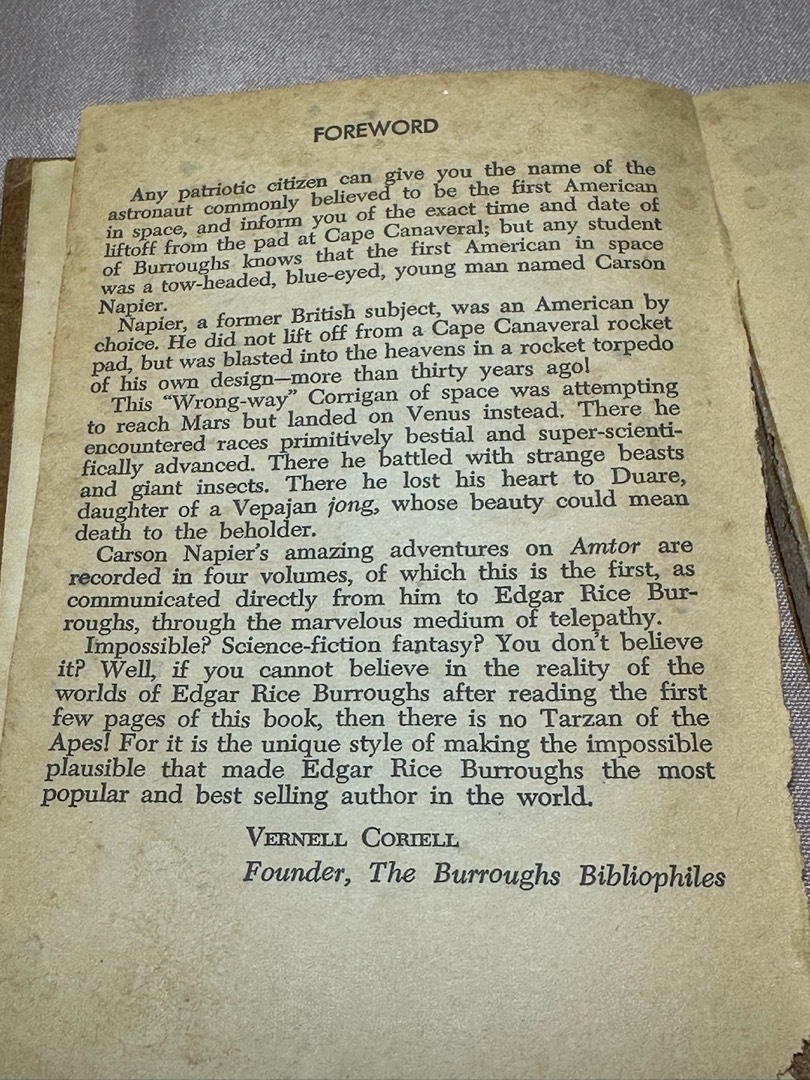 FOREWORD
Any patriotic citizen can give you the name of the
astronaut commonly believed to be the first American
in space, and inform you of the exact time and date of
liftoff from the pad at Cape Canaveral; but any student
of Burroughs knows that the first American in space
was a tow-headed, blue-eyed, young man named Carson
Napier.
Napier, a former British subject, was an American by
choice. He did not lift off from a Cape Canaveral rocket
pad, but was blasted into the heavens in a rocket torpedo
of his own design—more than thirty years ago!
This "Wrong-way" Corrigan of space was attempting
to reach Mars but landed on Venus instead. There he
encountered races primitively bestial and super-scienti-
fically advanced. There he battled with strange beasts
and giant insects. There he lost his heart to Duare,
daughter of a Vepajan jong, whose beauty could mean
death to the beholder.
Carson Napier's amazing adventures on Amtor are
recorded in four volumes, of which this is the first, as
communicated directly from him to Edgar Rice Bur-
roughs, through the marvelous medium of telepathy.
Impossible? Science-fiction fantasy? You don't believe
it? Well, if you cannot believe in the reality of the
worlds of Edgar Rice Burroughs after reading the first
few pages of this book, then there is no Tarzan of the
Apes! For it is the unique style of making the impossible
plausible that made Edgar Rice Burroughs the most
popular and best selling author in the world.
VERNELL CORIELL
Founder, The Burroughs Bibliophiles